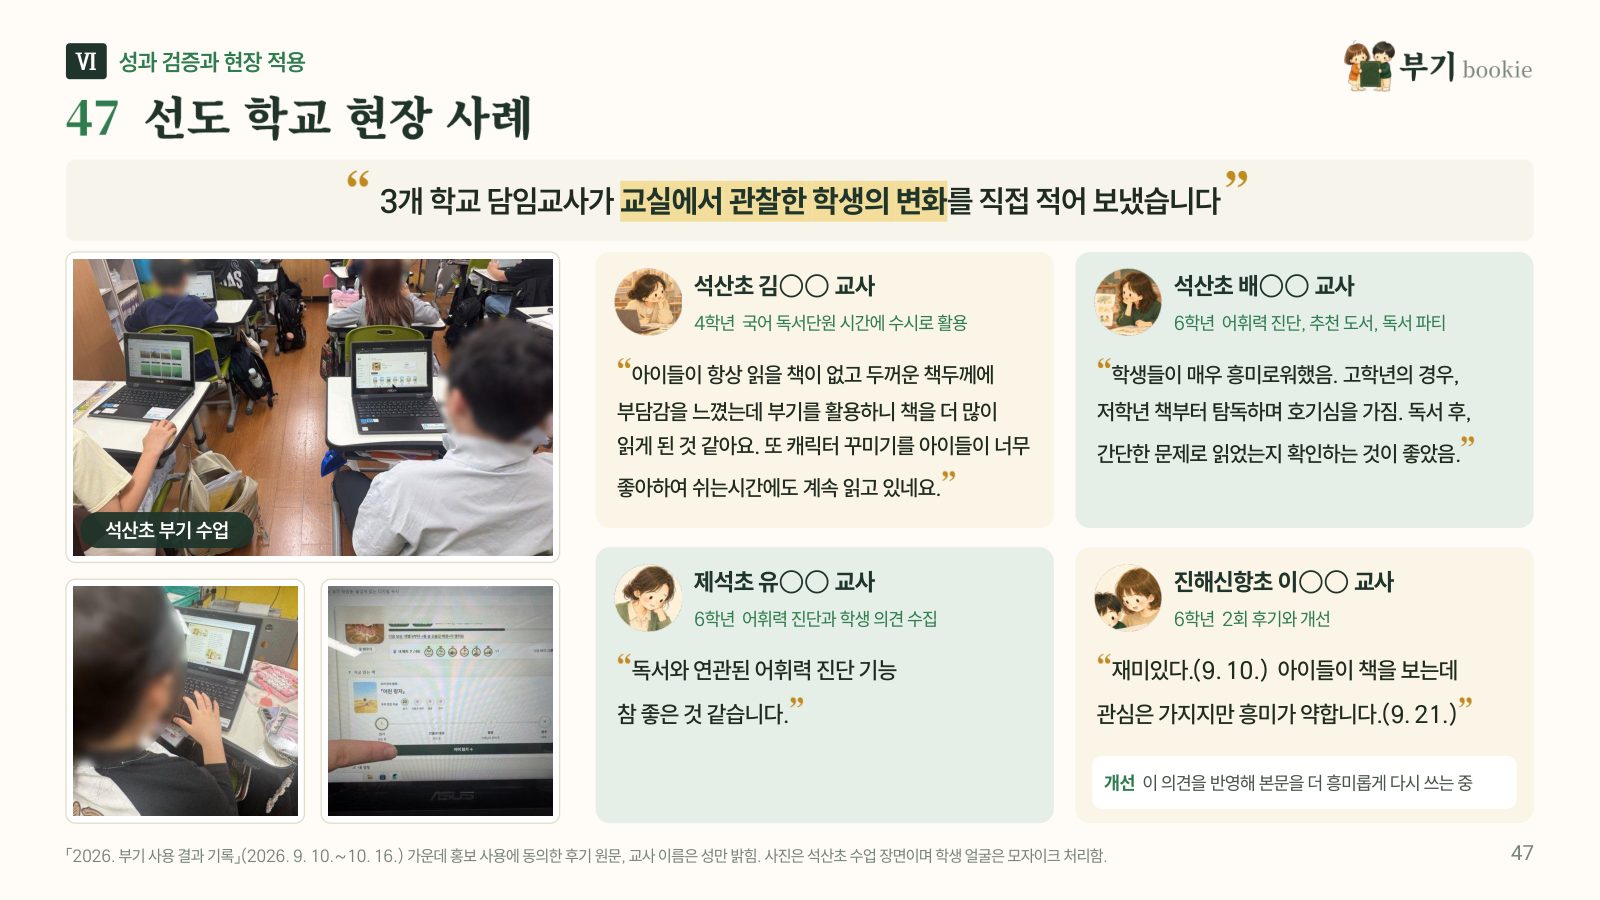 Ⅵ 성과 검증과 현장 적용
부기 bookie
47 선도 학교 현장 사례
“3개 학교 담임교사가 교실에서 관찰한 학생의 변화를 직접 적어 보냈습니다”
석산초 부기 수업
ASUS
석산초 김○○ 교사
4학년 국어 독서단원 시간에 수시로 활용
“아이들이 항상 읽을 책이 없고 두꺼운 책두께에
부담감을 느꼈는데 부기를 활용하니 책을 더 많이
읽게 된 것 같아요. 또 캐릭터 꾸미기를 아이들이 너무
좋아하여 쉬는시간에도 계속 읽고 있네요.”
석산초 배○○ 교사
6학년 어휘력 진단, 추천 도서, 독서 파티
“학생들이 매우 흥미로워했음. 고학년의 경우,
저학년 책부터 탐독하며 호기심을 가짐. 독서 후,
간단한 문제로 읽었는지 확인하는 것이 좋았음.”
제석초 유○○ 교사
6학년 어휘력 진단과 학생 의견 수집
“독서와 연관된 어휘력 진단 기능
참 좋은 것 같습니다.”
진해신항초 이○○ 교사
6학년 2회 후기와 개선
“재미있다.(9. 10.) 아이들이 책을 보는데
관심은 가지지만 흥미가 약합니다.(9. 21.)”
개선 이 의견을 반영해 본문을 더 흥미롭게 다시 쓰는 중
「2026. 부기 사용 결과 기록」(2026. 9. 10.~10. 16.) 가운데 홍보 사용에 동의한 후기 원문, 교사 이름은 성만 밝힘. 사진은 석산초 수업 장면이며 학생 얼굴은 모자이크 처리함.
47